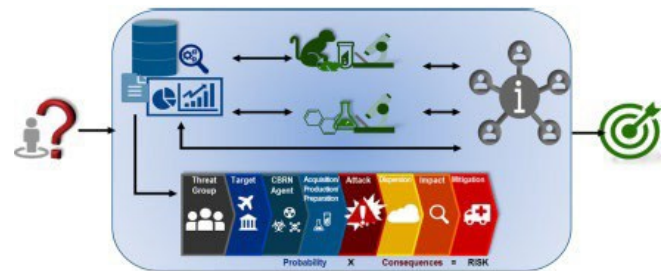 ?
i
Threat Group
Target
CBRN Agent
Acquisition/ Production/ Preparation
Attack
Dispersion
Impact
Mitigation
Probability X Consequences = RISK